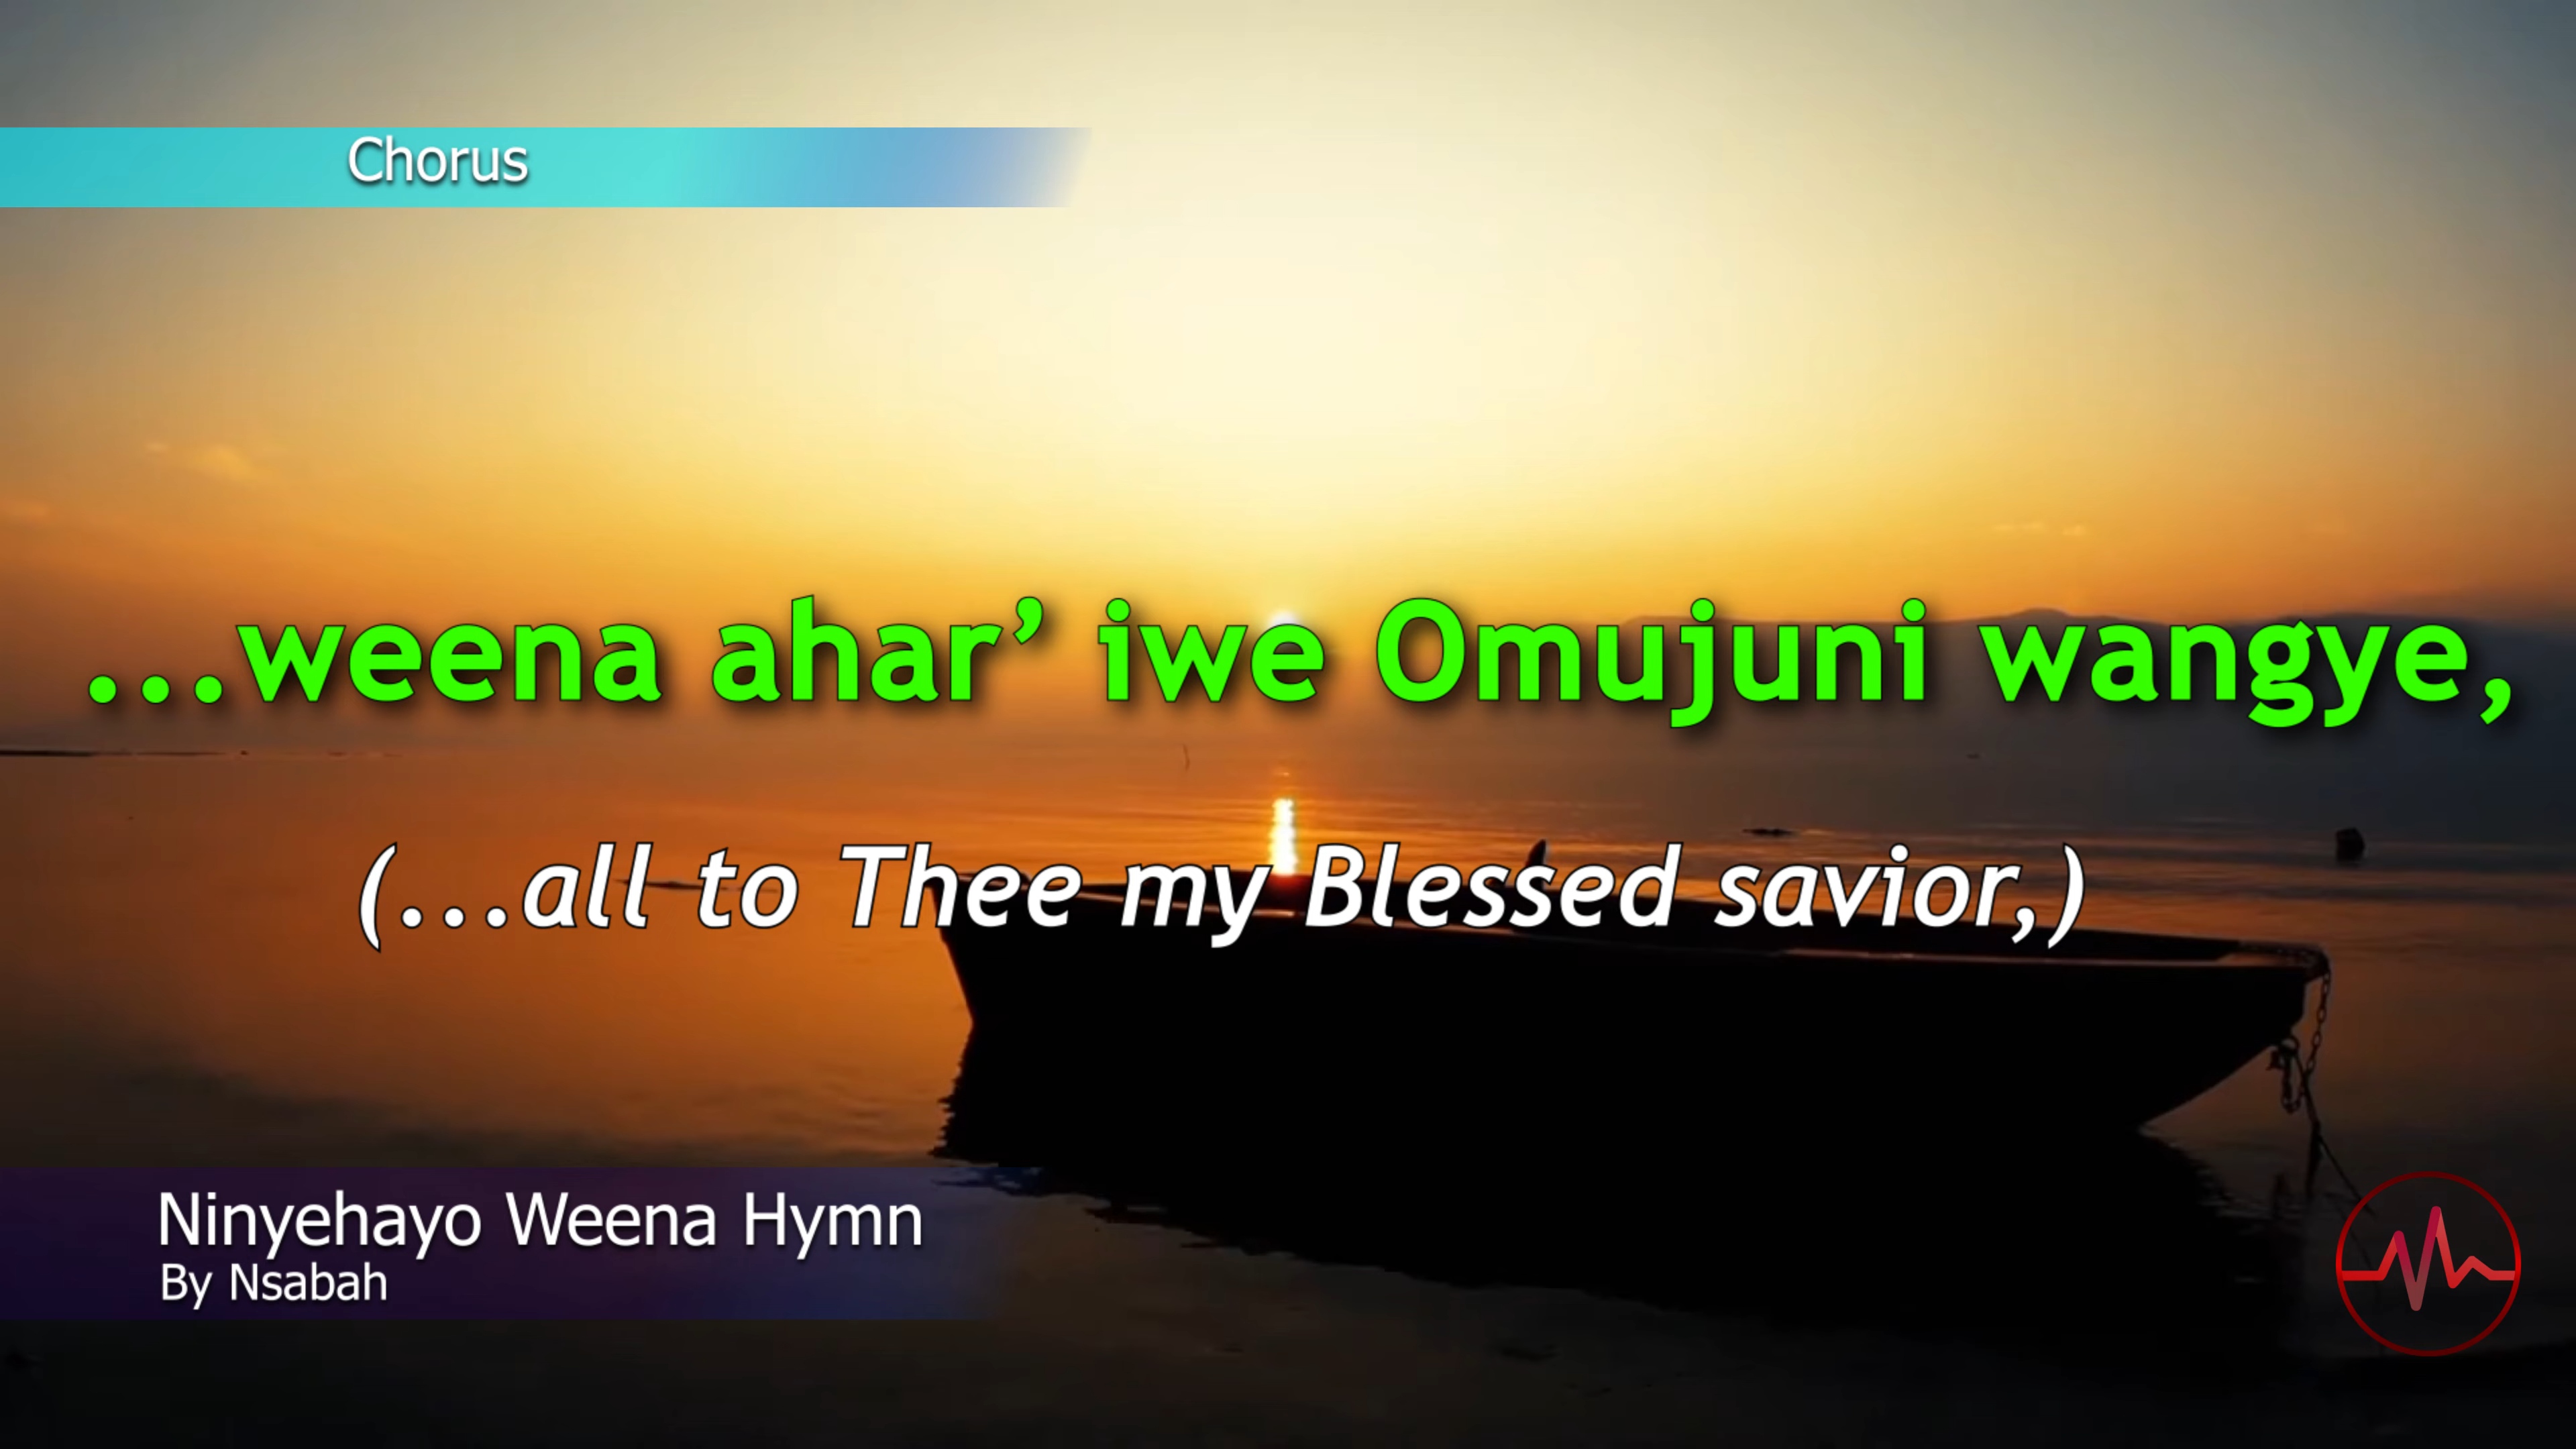 Chorus
...weena ahar’ iwe Omujuni wangye,
(...all to Thee my Blessed savior,)
Ninyehayo Weena Hymn
By Nsabah